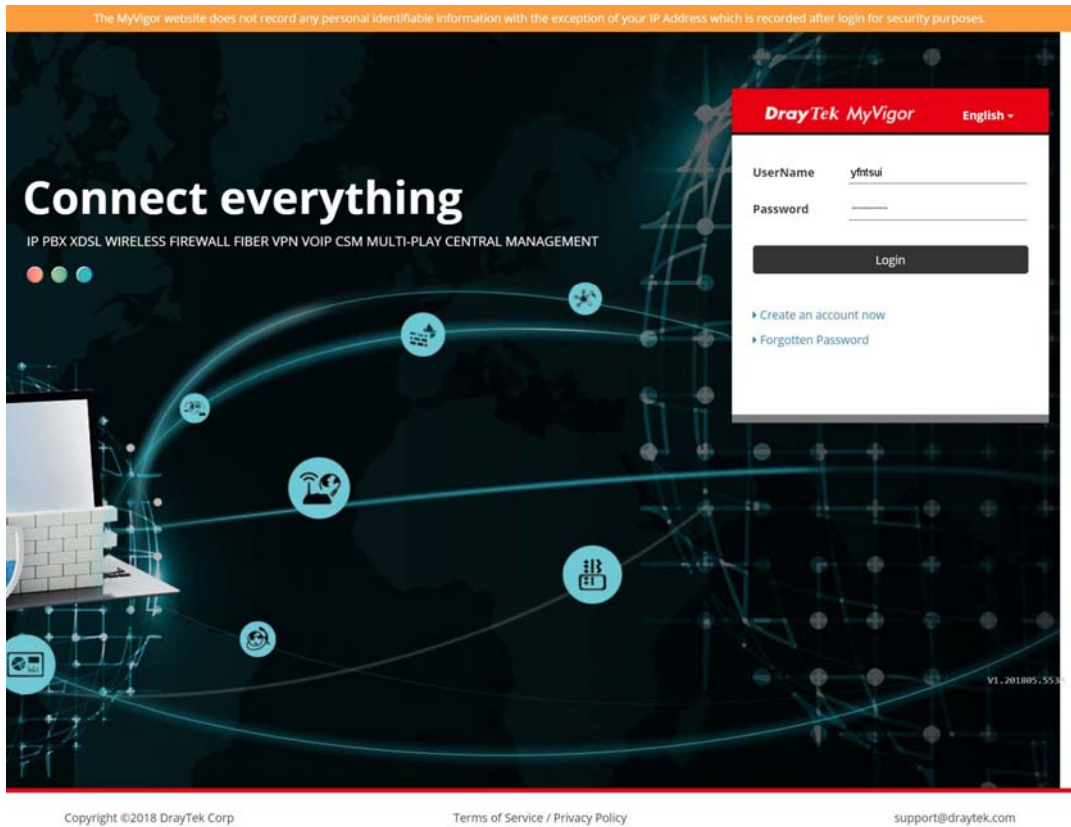 The MyVigor website does not record any personal identifiable information with the exception of your IP Address which is recorded after login for security purposes.
DrayTek MyVigor
English
UserName
yfntsui
Password
..............
Login
Create an account now
Forgotten Password
Connect everything
IP PBX XDSL WIRELESS FIREWALL FIBER VPN VOIP CSM MULTI-PLAY CENTRAL MANAGEMENT
Copyright ©2018 DrayTek Corp
Terms of Service / Privacy Policy
support@draytek.com